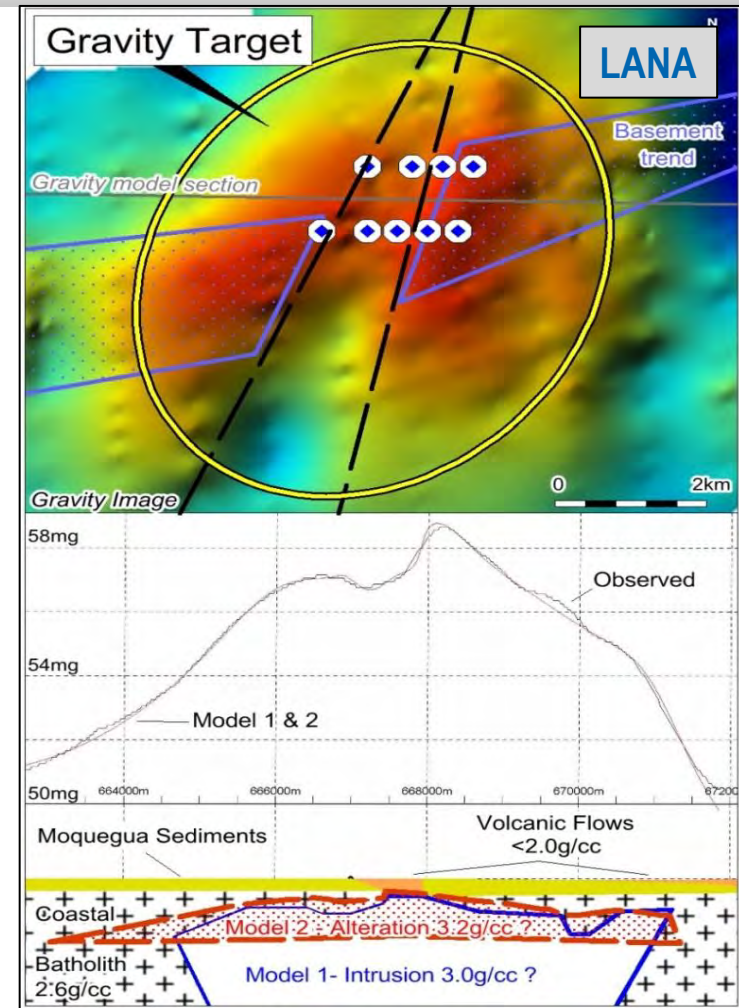 N
Gravity Target
LANA
Basement
trend
Gravity model section
0 2km
Gravity Image
58mg
Observed
54mg
Model 1 & 2
50mg
664000m 666000m 668000m 670000m 67200
Moquegua Sediments
Volcanic Flows
<2.0g/cc
Coastal
Model 2 - Alteration 3.2g/cc ?
Batholith
2.6g/cc
Model 1- Intrusion 3.0g/cc ?